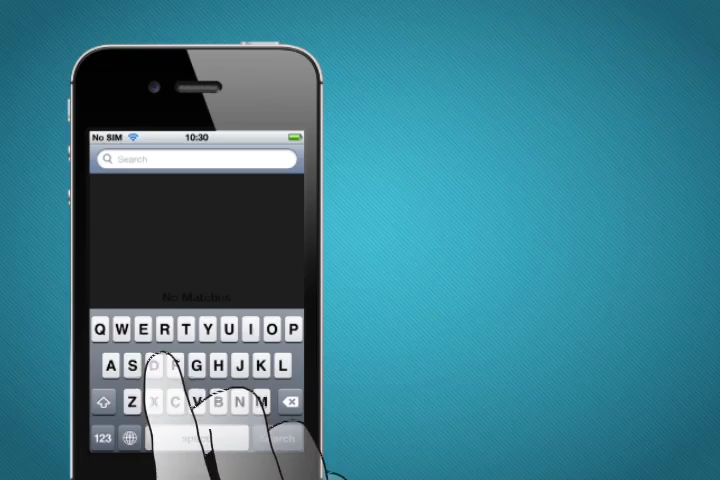 No SIM 10:30
Search
No Matches
Q W E R T Y U I O P
A S D F G H J K L
Z X C V B N M
123 space Search